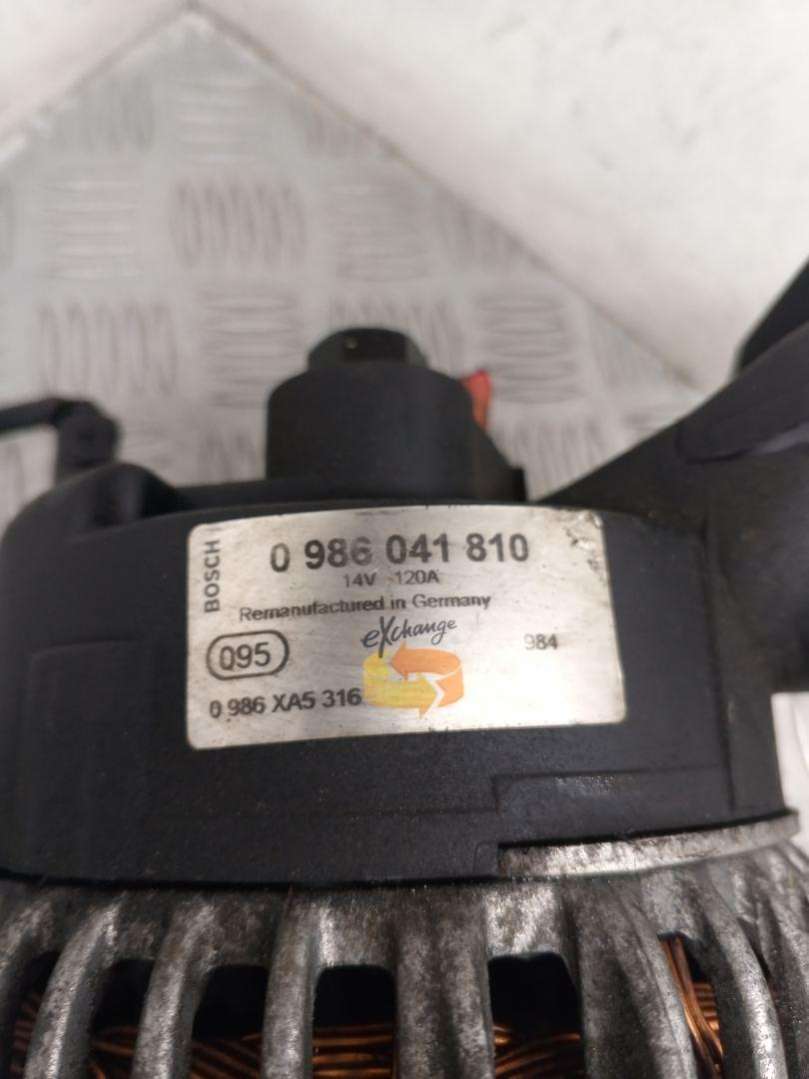 BOSCH
0 986 041 810
14V 120A
Remanufactured in Germany
eXchange
984
095
0 986 XA5 316